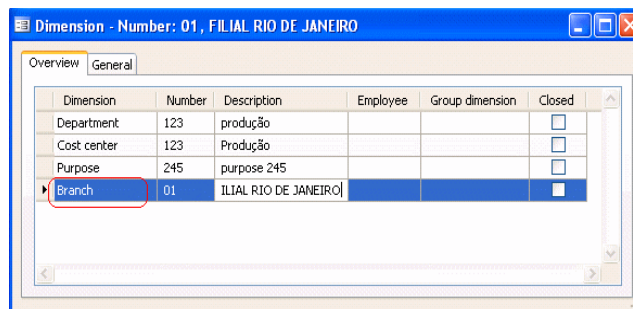 Dimension - Number: 01, FILIAL RIO DE JANEIRO
Overview General
Dimension Number Description Employee Group dimension Closed
Department 123 produção
Cost center 123 Produção
Purpose 245 purpose 245
Branch 01 ILIAL RIO DE JANEIRO